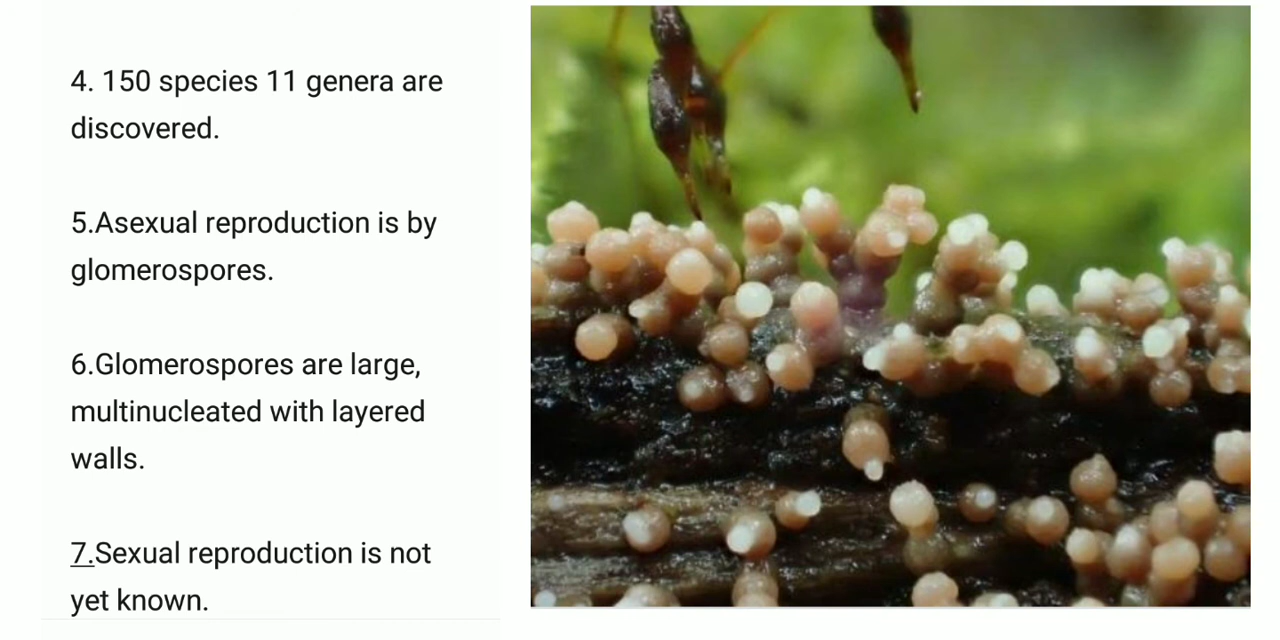 4. 150 species 11 genera are
discovered.
5.Asexual reproduction is by
glomerospores.
6.Glomerospores are large,
multinucleated with layered
walls.
7.Sexual reproduction is not
yet known.